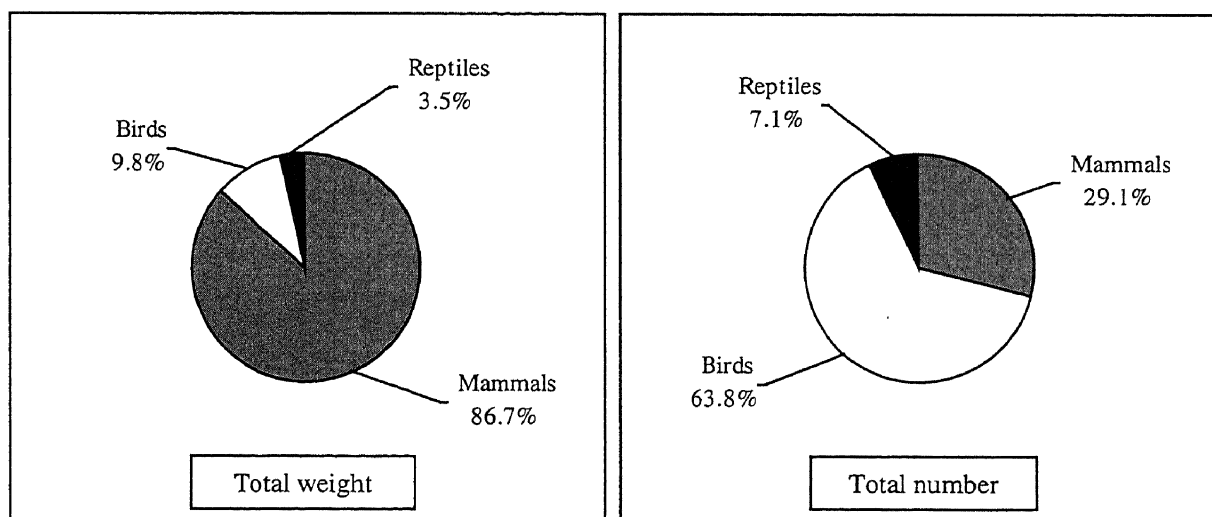 Reptiles
3.5%
Birds
9.8%
Mammals
86.7%
Total weight
Reptiles
7.1%
Mammals
29.1%
Birds
63.8%
Total number